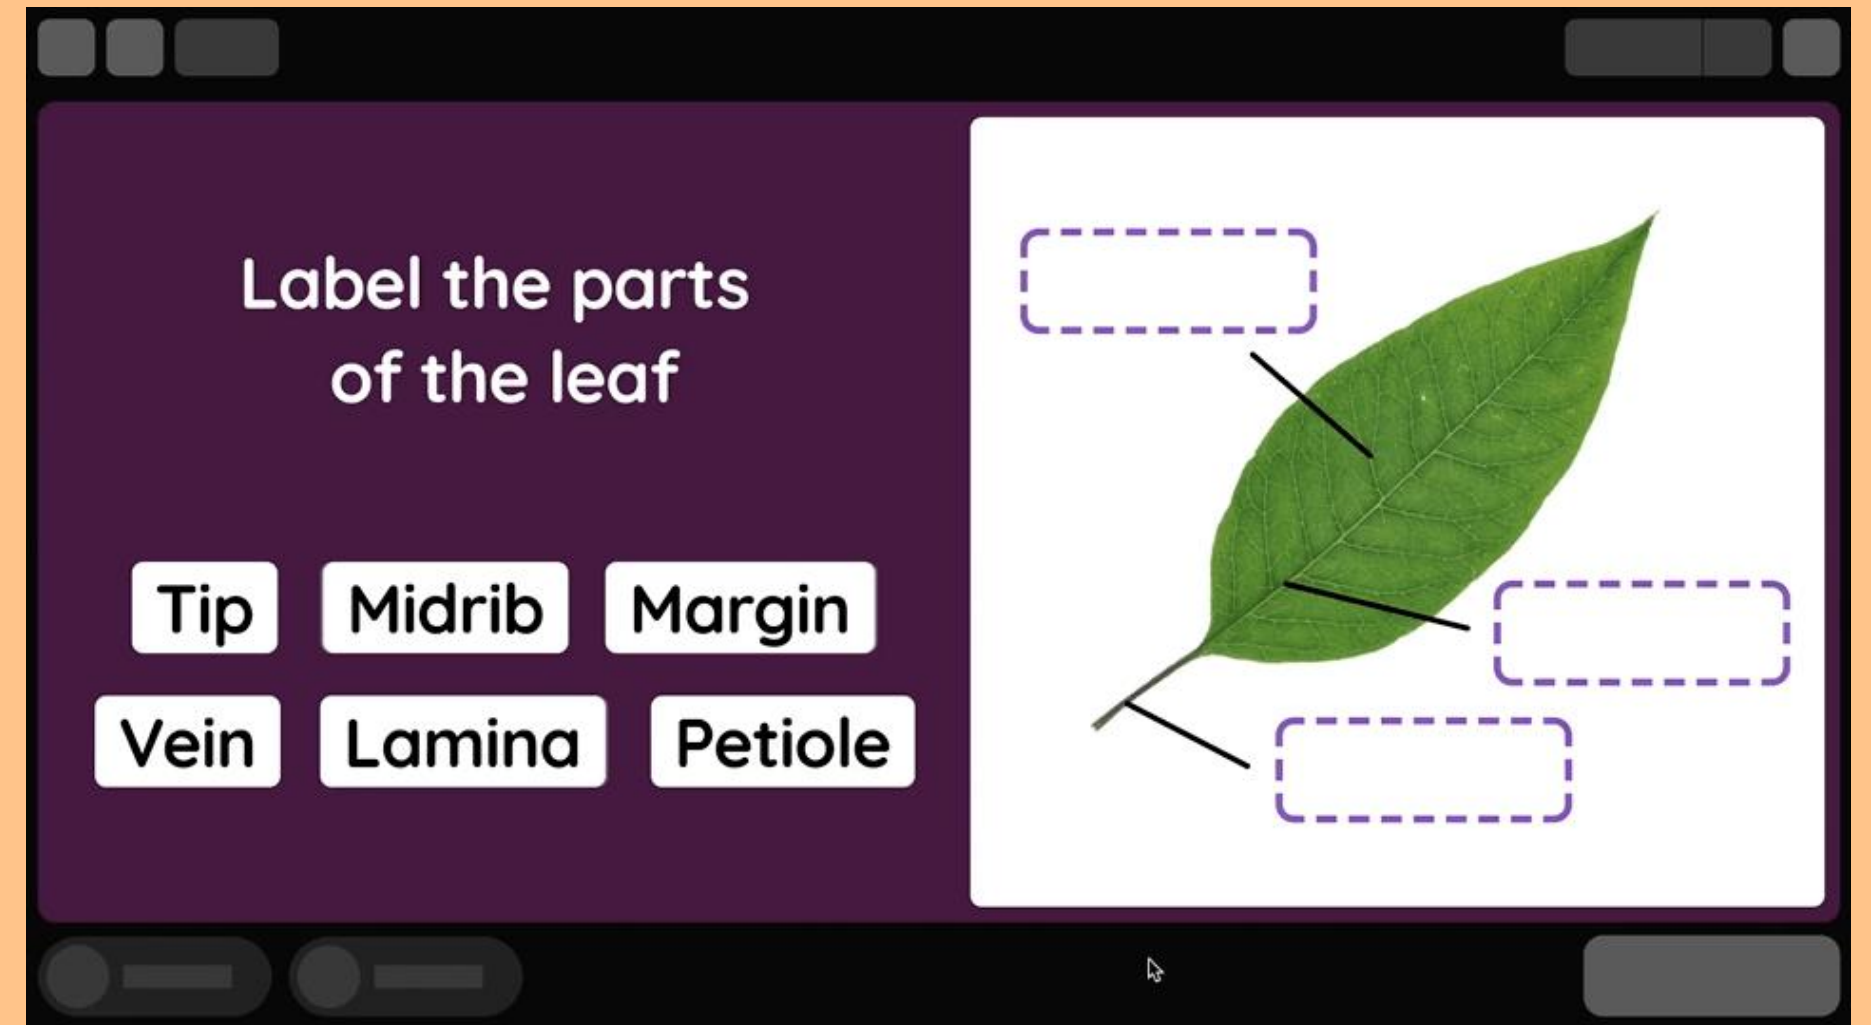 Label the parts
of the leaf
Tip Midrib Margin
Vein Lamina Petiole